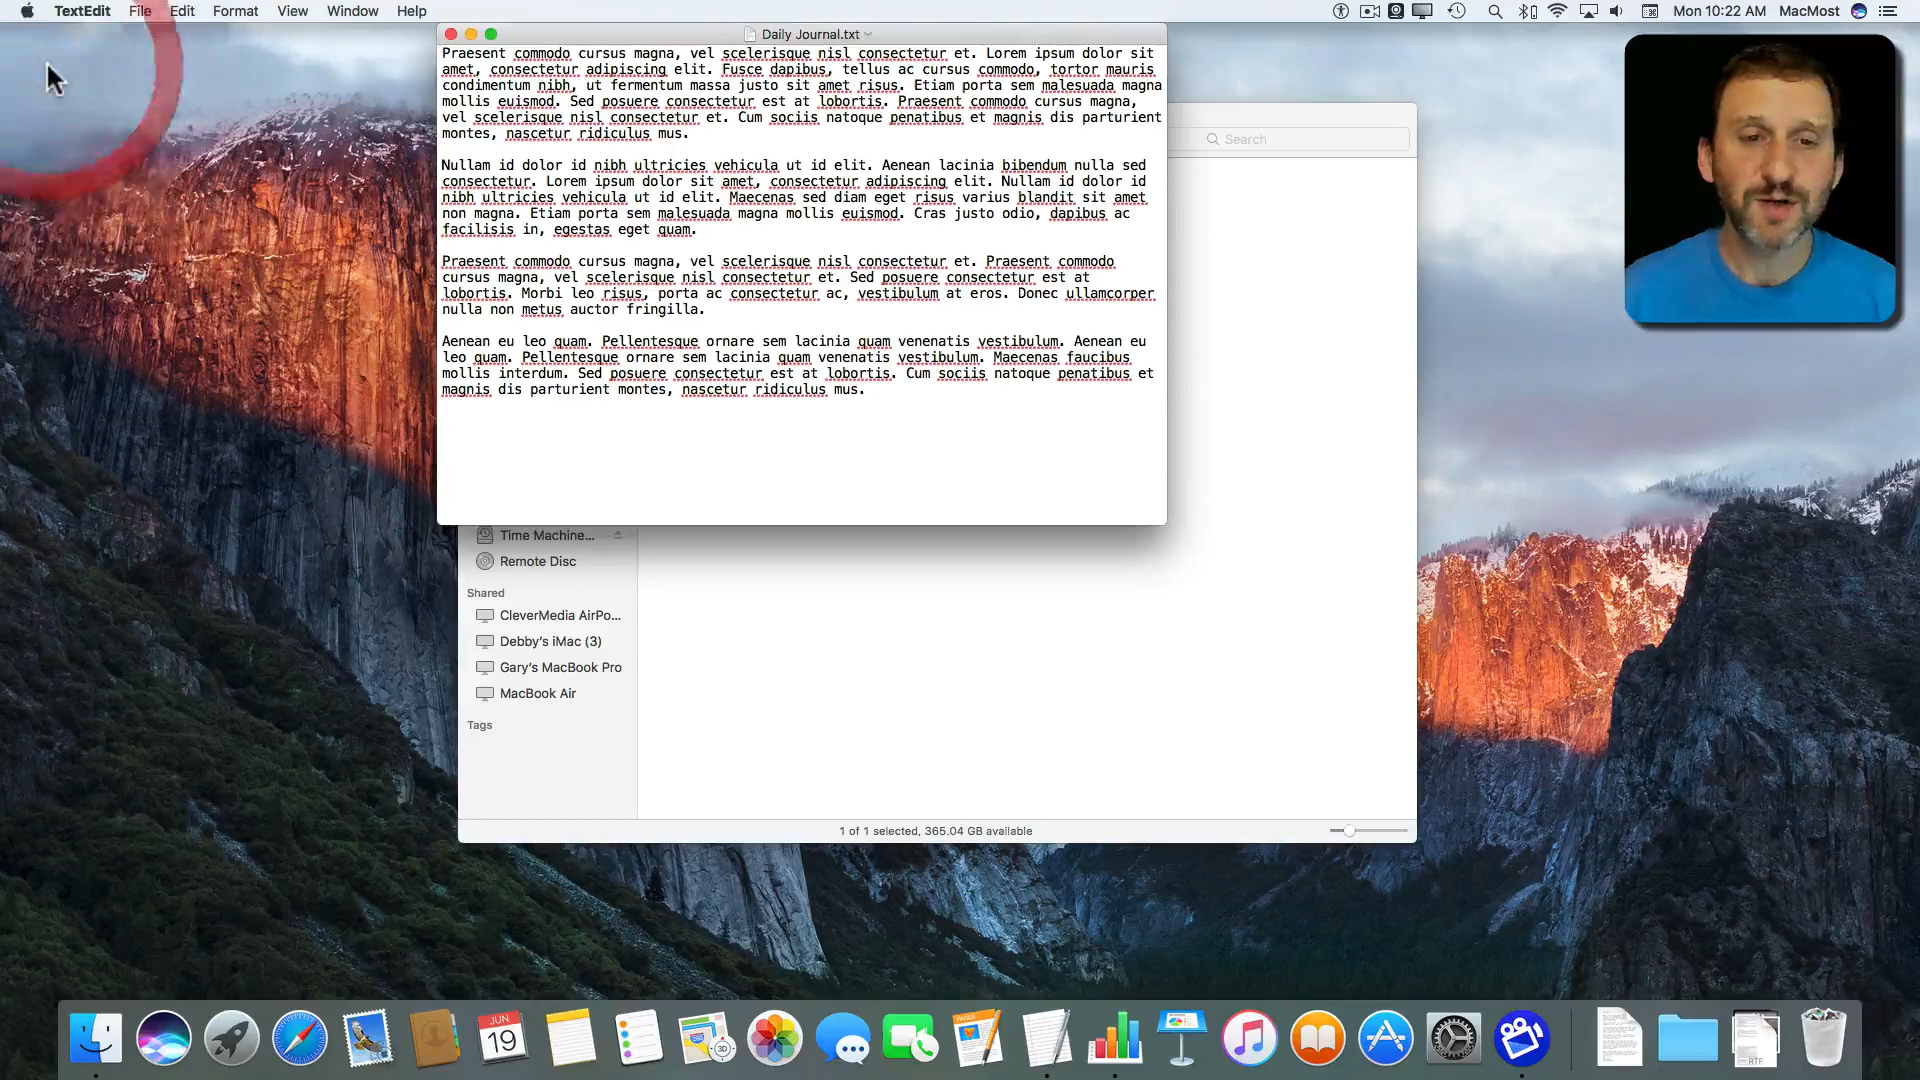 TextEdit File Edit Format View Window Help
Mon 10:22 AM MacMost
Daily Journal.txt
Praesent commodo cursus magna, vel scelerisque nisl consectetur et. Lorem ipsum dolor sit
amet, consectetur adipiscing elit. Fusce dapibus, tellus ac cursus commodo, tortor mauris
condimentum nibh, ut fermentum massa justo sit amet risus. Etiam porta sem malesuada magna
mollis euismod. Sed posuere consectetur est at lobortis. Praesent commodo cursus magna,
vel scelerisque nisl consectetur et. Cum sociis natoque penatibus et magnis dis parturient
montes, nascetur ridiculus mus.
Nullam id dolor id nibh ultricies vehicula ut id elit. Aenean lacinia bibendum nulla sed
consectetur. Lorem ipsum dolor sit amet, consectetur adipiscing elit. Nullam id dolor id
nibh ultricies vehicula ut id elit. Maecenas sed diam eget risus varius blandit sit amet
non magna. Etiam porta sem malesuada magna mollis euismod. Cras justo odio, dapibus ac
facilisis in, egestas eget quam.
Praesent commodo cursus magna, vel scelerisque nisl consectetur et. Praesent commodo
cursus magna, vel scelerisque nisl consectetur et. Sed posuere consectetur est at
lobortis. Morbi leo risus, porta ac consectetur ac, vestibulum at eros. Donec ullamcorper
nulla non metus auctor fringilla.
Aenean eu leo quam. Pellentesque ornare sem lacinia quam venenatis vestibulum. Aenean eu
leo quam. Pellentesque ornare sem lacinia quam venenatis vestibulum. Maecenas faucibus
mollis interdum. Sed posuere consectetur est at lobortis. Cum sociis natoque penatibus et
magnis dis parturient montes, nascetur ridiculus mus.
Search
Time Machine...
Remote Disc
Shared
CleverMedia AirPo...
Debby's iMac (3)
Gary's MacBook Pro
MacBook Air
Tags
1 of 1 selected, 365.04 GB available
JUN
19
3D
PAGES
RTF